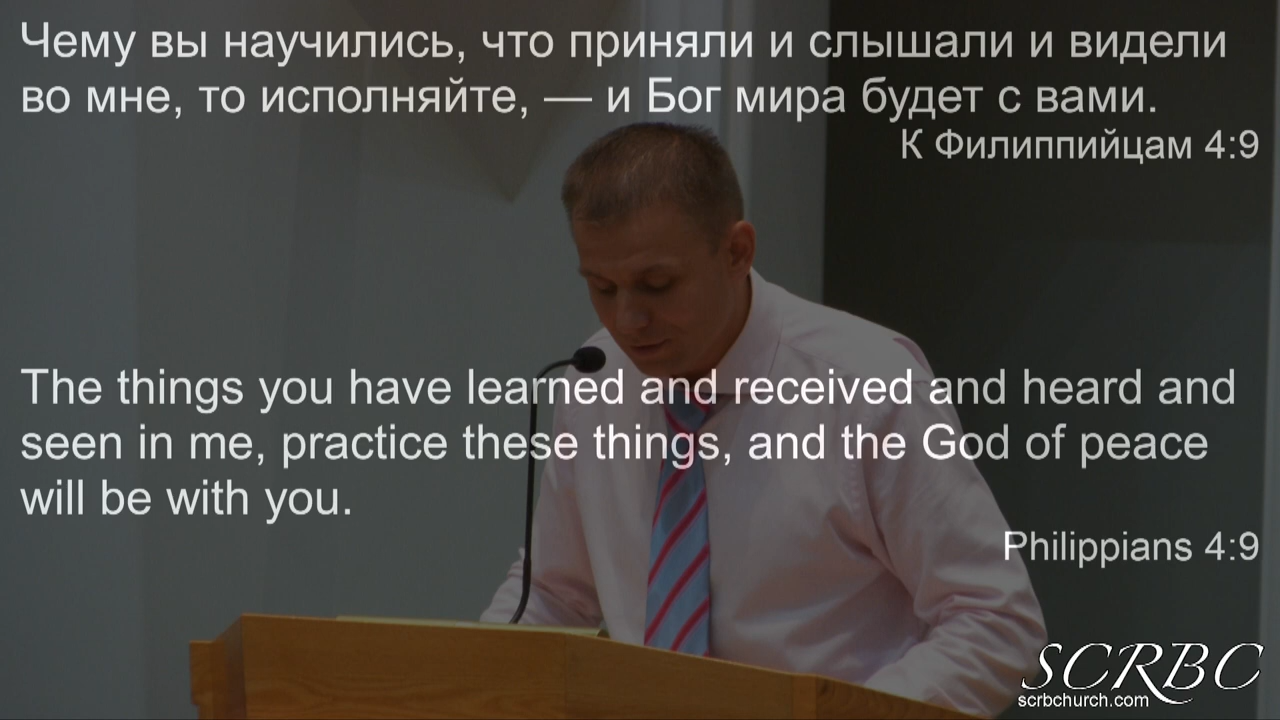 Чему вы научились, что приняли и слышали и видели
во мне, то исполняйте, — и Бог мира будет с вами.
К Филиппийцам 4:9
The things you have learned and received and heard and
seen in me, practice these things, and the God of peace
will be with you.
Philippians 4:9
SCRBC
scrbchurch.com